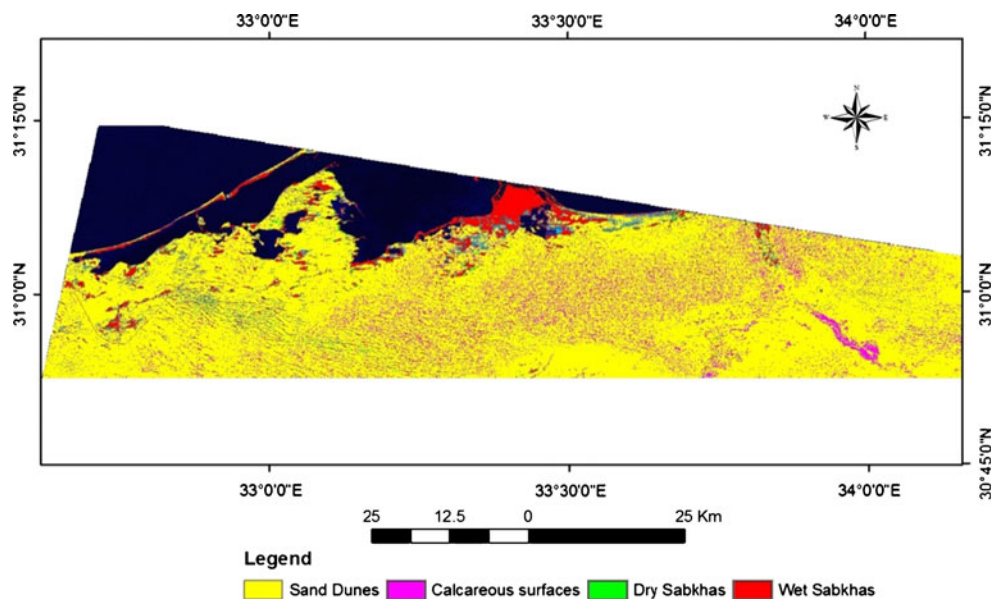 33°0'0"E 33°30'0"E 34°0'0"E
N
W E
S
31°15'0"N 31°15'0"N
31°0'0"N 31°0'0"N
30°45'0"N
33°0'0"E 33°30'0"E 34°0'0"E
25 12.5 0 25 Km
Legend
Sand Dunes Calcareous surfaces Dry Sabkhas Wet Sabkhas